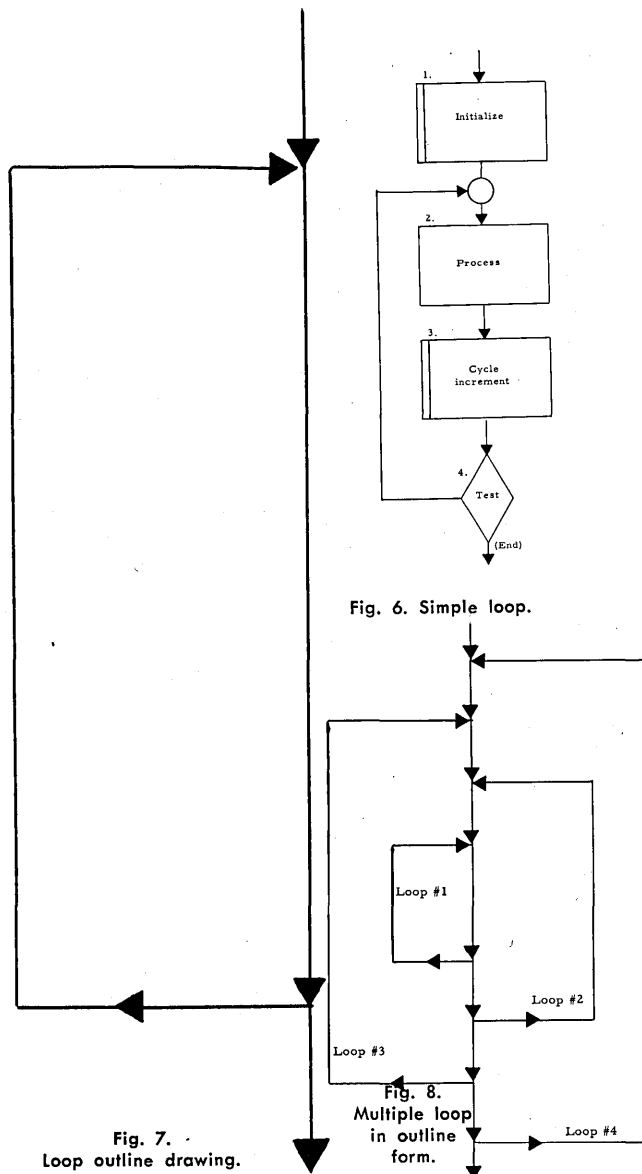 1.
Initialize
2.
Process
3.
Cycle
increment
4.
Test
(End)
Fig. 6. Simple loop.
Loop #1
Loop #2
Loop #3
Loop #4
Fig. 7.
Loop outline drawing.
Fig. 8.
Multiple loop
in outline
form.